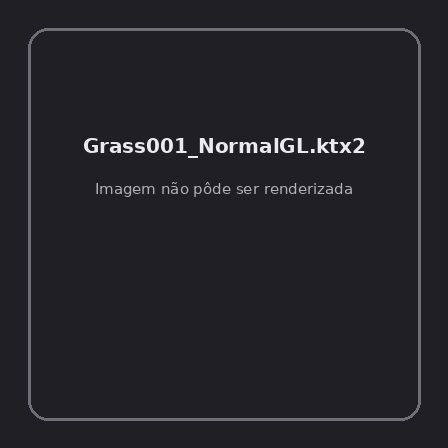 Grass001_NormalGL.ktx2
Imagem não pôde ser renderizada